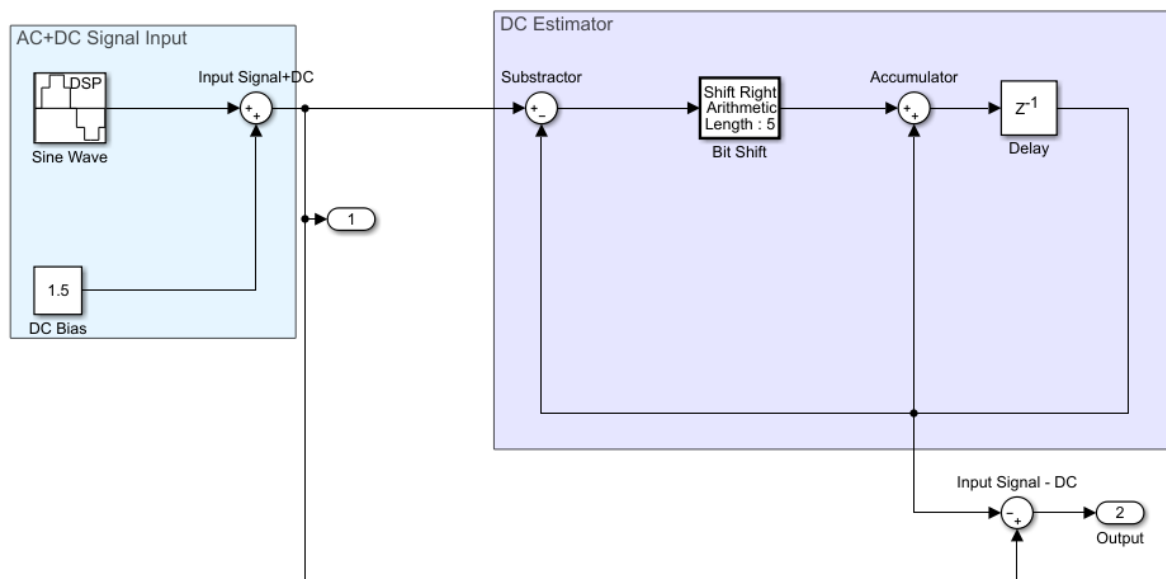 AC+DC Signal Input
DSP
Sine Wave
Input Signal+DC
+
+
1.5
DC Bias
1
DC Estimator
Substractor
+
−
Shift Right
Arithmetic
Length : 5
Bit Shift
Accumulator
+
+
Z-1
Delay
Input Signal - DC
−
+
2
Output